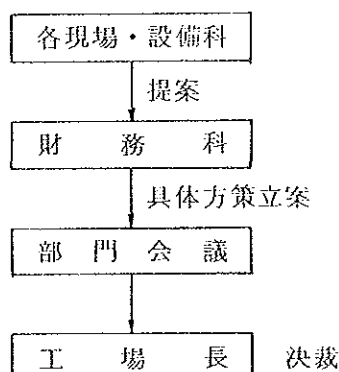 各現場・設備科
提案
財務科
具体方策立案
部門会議
工場長 決裁